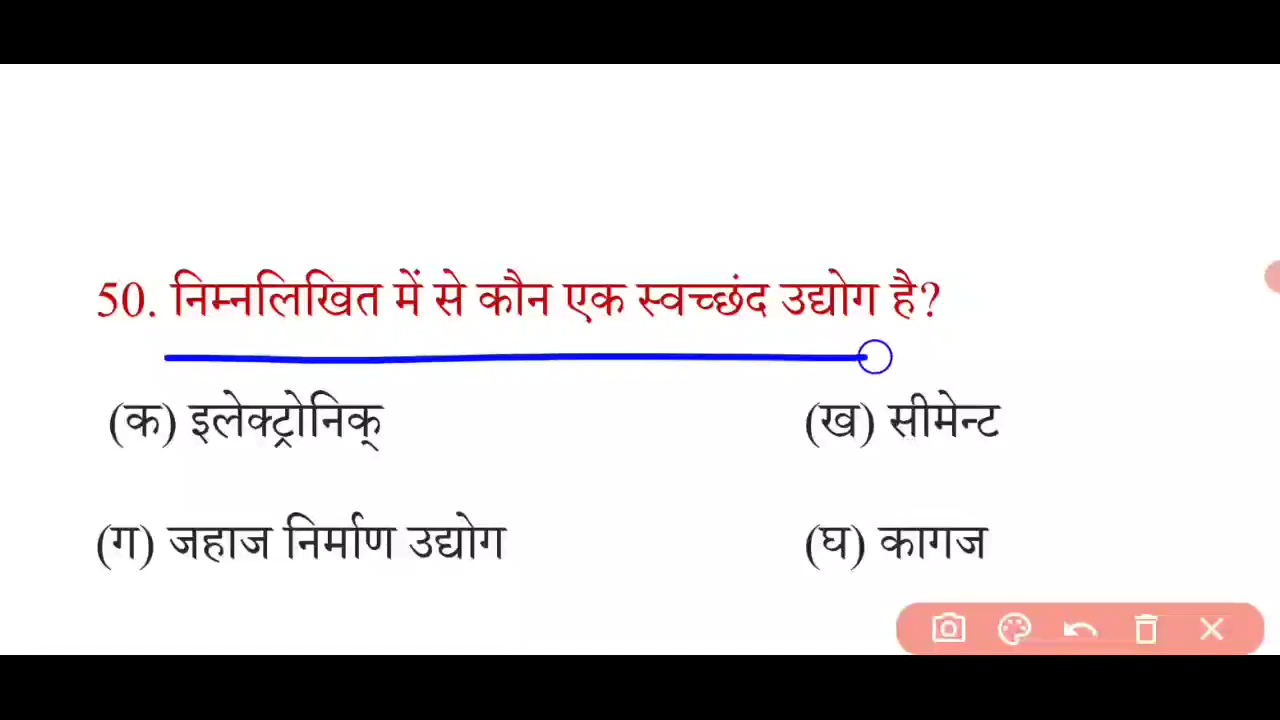 50. निम्नलिखित में से कौन एक स्वच्छंद उद्योग है?
(क) इलेक्ट्रोनिक् (ख) सीमेन्ट
(ग) जहाज निर्माण उद्योग (घ) कागज